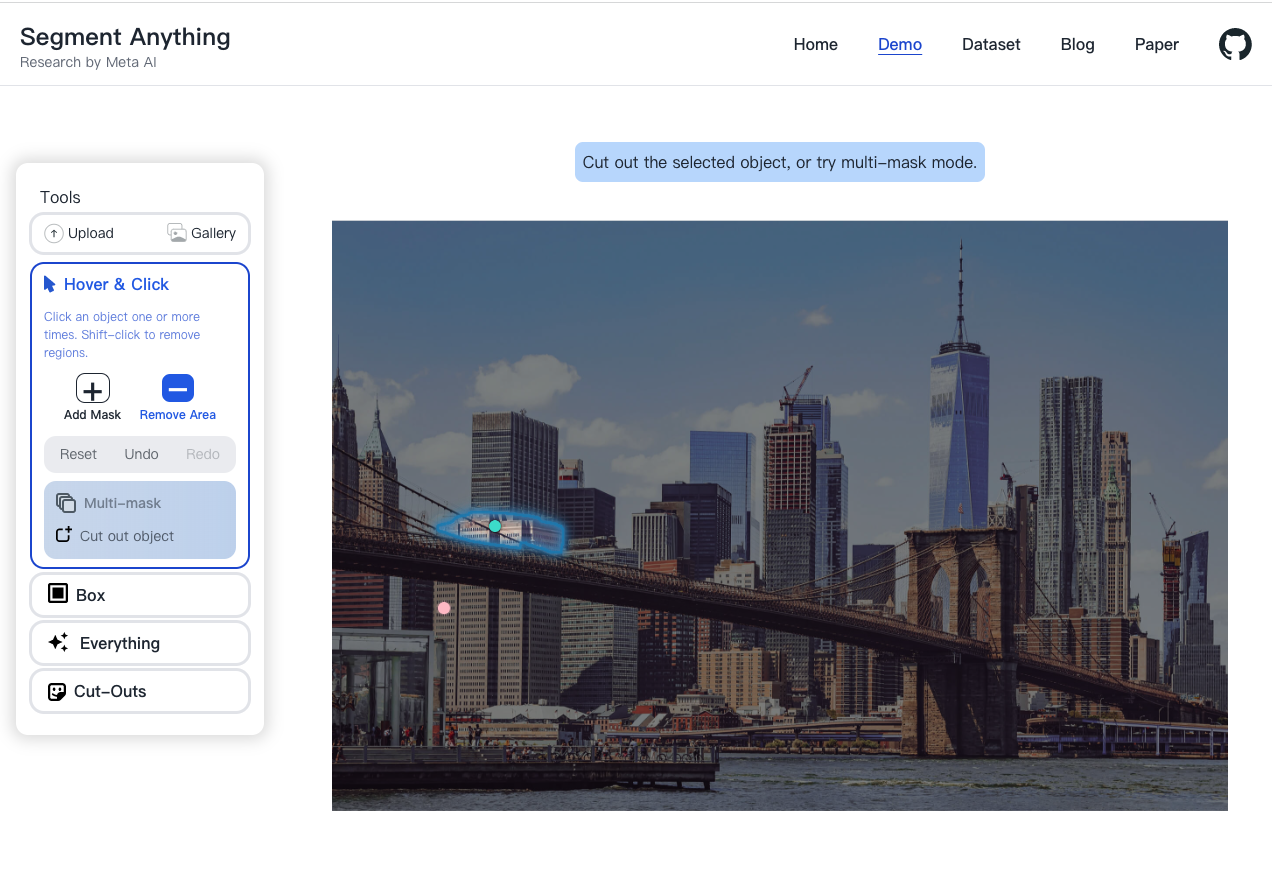 Segment Anything
Research by Meta AI
Home Demo Dataset Blog Paper
Cut out the selected object, or try multi-mask mode.
Tools
Upload Gallery
Hover & Click
Click an object one or more
times. Shift-click to remove
regions.
Add Mask Remove Area
Reset Undo Redo
Multi-mask
Cut out object
Box
Everything
Cut-Outs